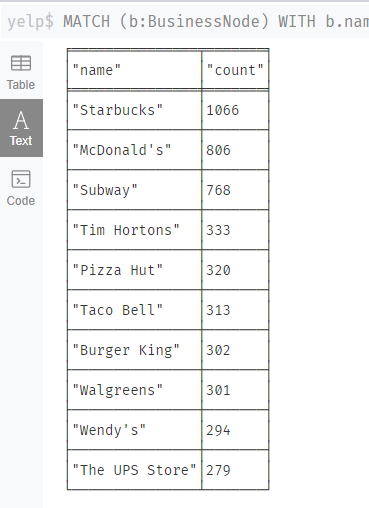 yelp$ MATCH (b:BusinessNode) WITH b.nam
Table
Text
Code
"name" "count"
"Starbucks" 1066
"McDonald's" 806
"Subway" 768
"Tim Hortons" 333
"Pizza Hut" 320
"Taco Bell" 313
"Burger King" 302
"Walgreens" 301
"Wendy's" 294
"The UPS Store" 279